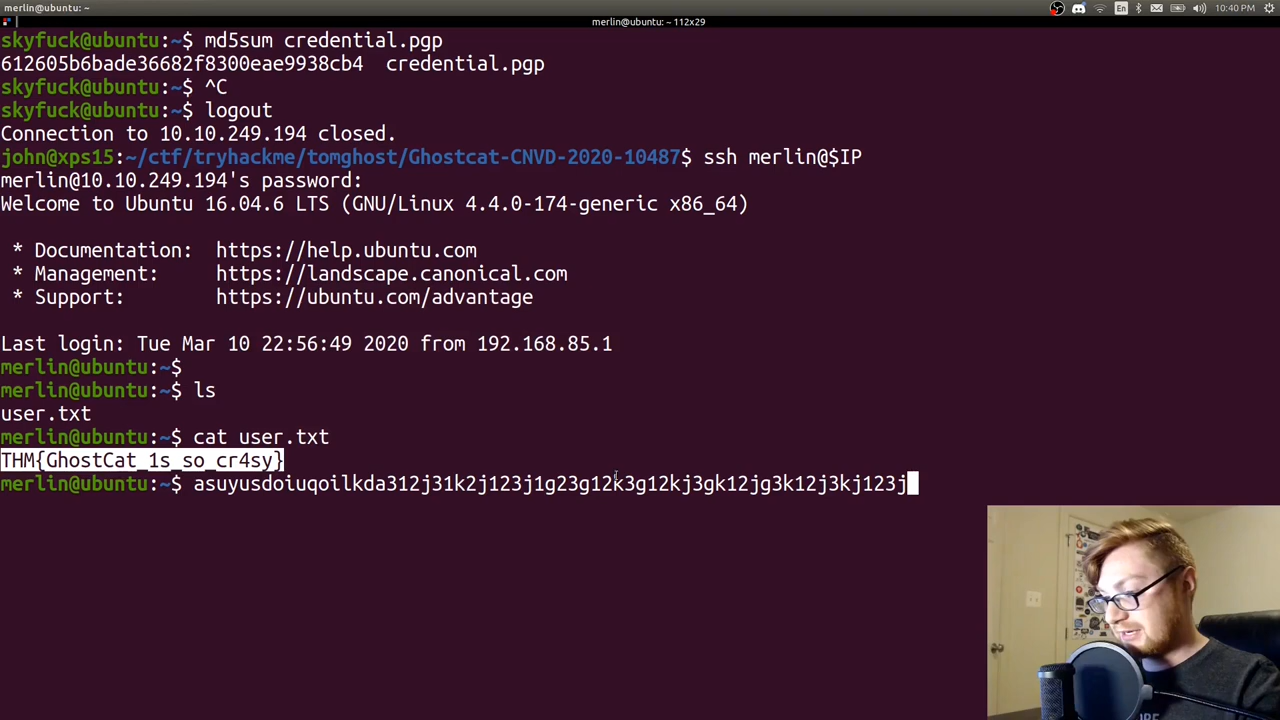 merlin@ubuntu: ~
En
10:40 PM
merlin@ubuntu: ~ 112x29
skyfuck@ubuntu:~$ md5sum credential.pgp
612605b6bade36682f8300eae9938cb4  credential.pgp
skyfuck@ubuntu:~$ ^C
skyfuck@ubuntu:~$ logout
Connection to 10.10.249.194 closed.
john@xps15:~/ctf/tryhackme/tomghost/Ghostcat-CNVD-2020-10487$ ssh merlin@$IP
merlin@10.10.249.194's password:
Welcome to Ubuntu 16.04.6 LTS (GNU/Linux 4.4.0-174-generic x86_64)
* Documentation:  https://help.ubuntu.com
* Management:     https://landscape.canonical.com
* Support:        https://ubuntu.com/advantage
Last login: Tue Mar 10 22:56:49 2020 from 192.168.85.1
merlin@ubuntu:~$
merlin@ubuntu:~$ ls
user.txt
merlin@ubuntu:~$ cat user.txt
THM{GhostCat_1s_so_cr4sy}
merlin@ubuntu:~$ asuyusdoiuqoilkda312j31k2j123j1g23g12k3g12kj3gk12jg3k12j3kj123j